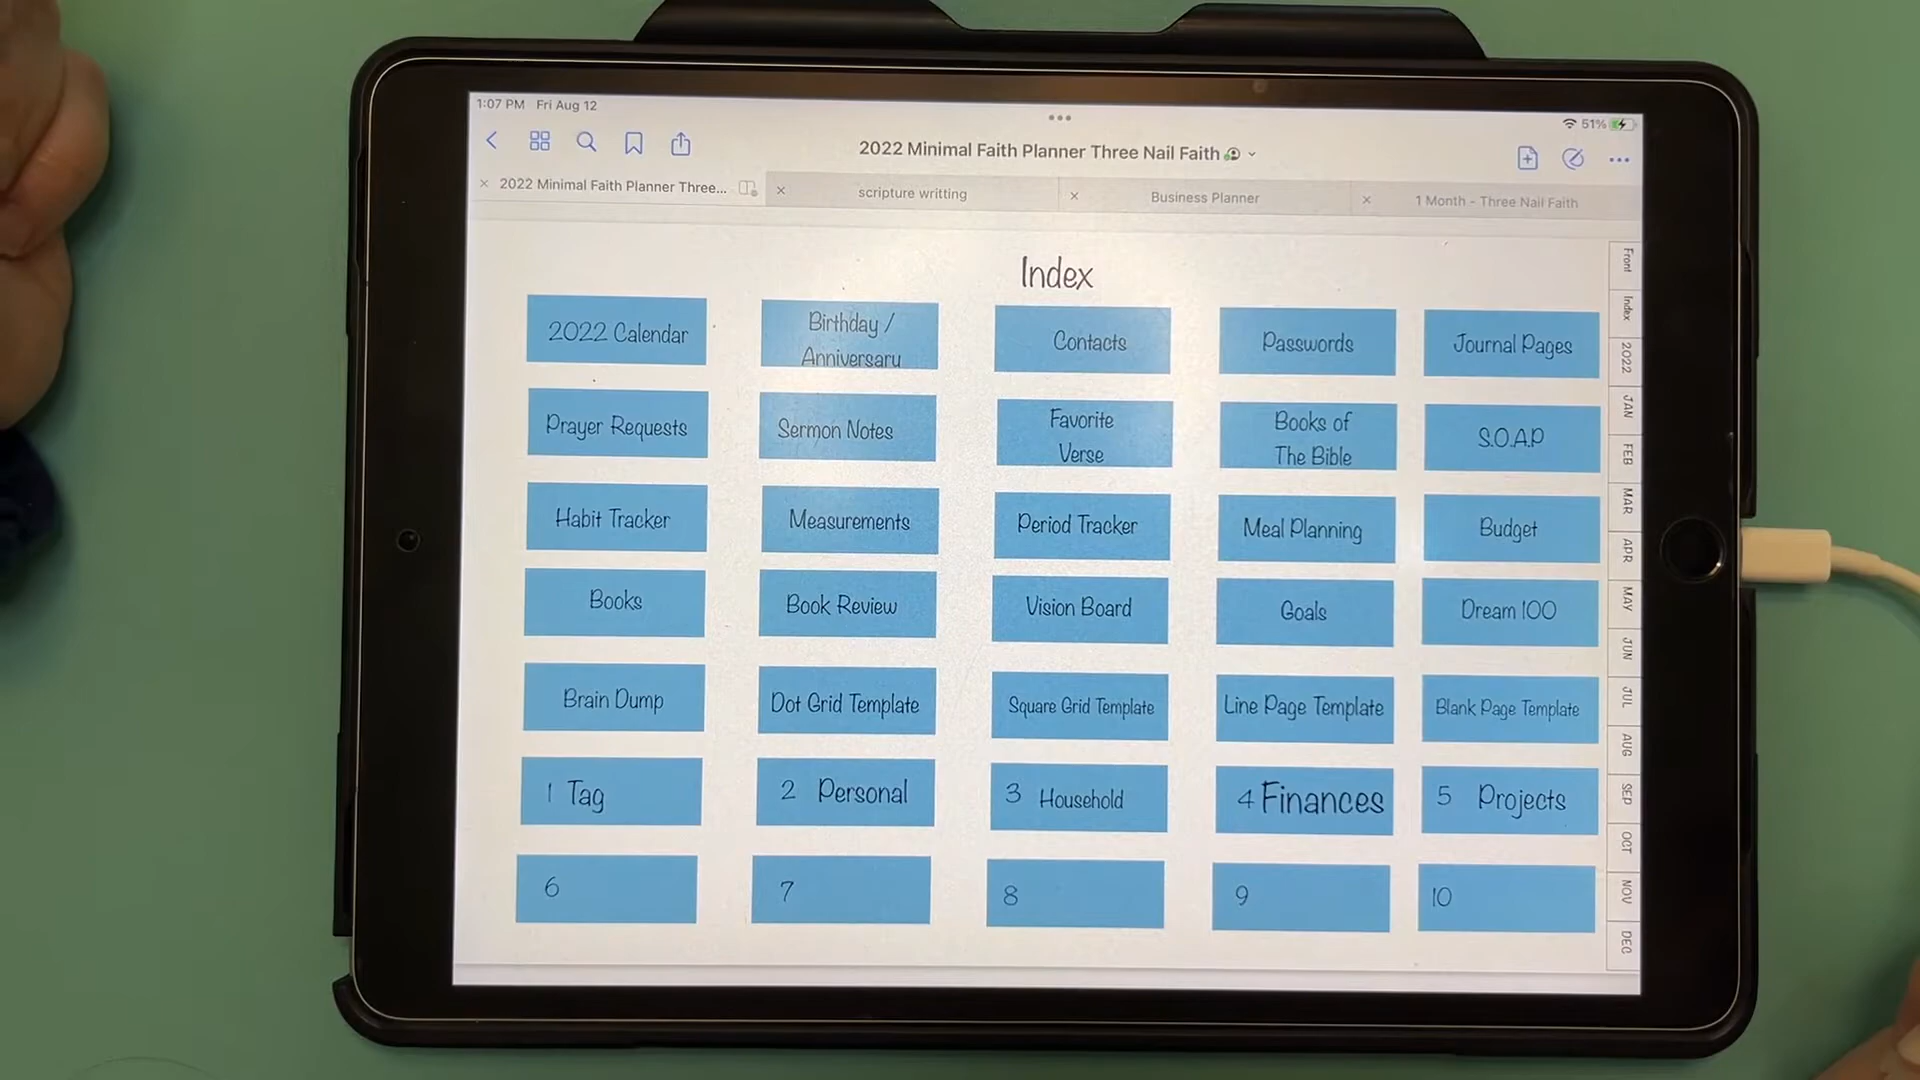 1:07 PM Fri Aug 12
51%
2022 Minimal Faith Planner Three Nail Faith
2022 Minimal Faith Planner Three...
scripture writting
Business Planner
1 Month - Three Nail Faith
Index
2022 Calendar
Birthday /
Anniversary
Contacts
Passwords
Journal Pages
Prayer Requests
Sermon Notes
Favorite
Verse
Books of
The Bible
S.O.A.P
Habit Tracker
Measurements
Period Tracker
Meal Planning
Budget
Books
Book Review
Vision Board
Goals
Dream 100
Brain Dump
Dot Grid Template
Square Grid Template
Line Page Template
Blank Page Template
1 Tag
2 Personal
3 Household
4 Finances
5 Projects
6
7
8
9
10
Front
Index
2022
JAN
FEB
MAR
APR
MAY
JUN
JUL
AUG
SEP
OCT
NOV
DEC